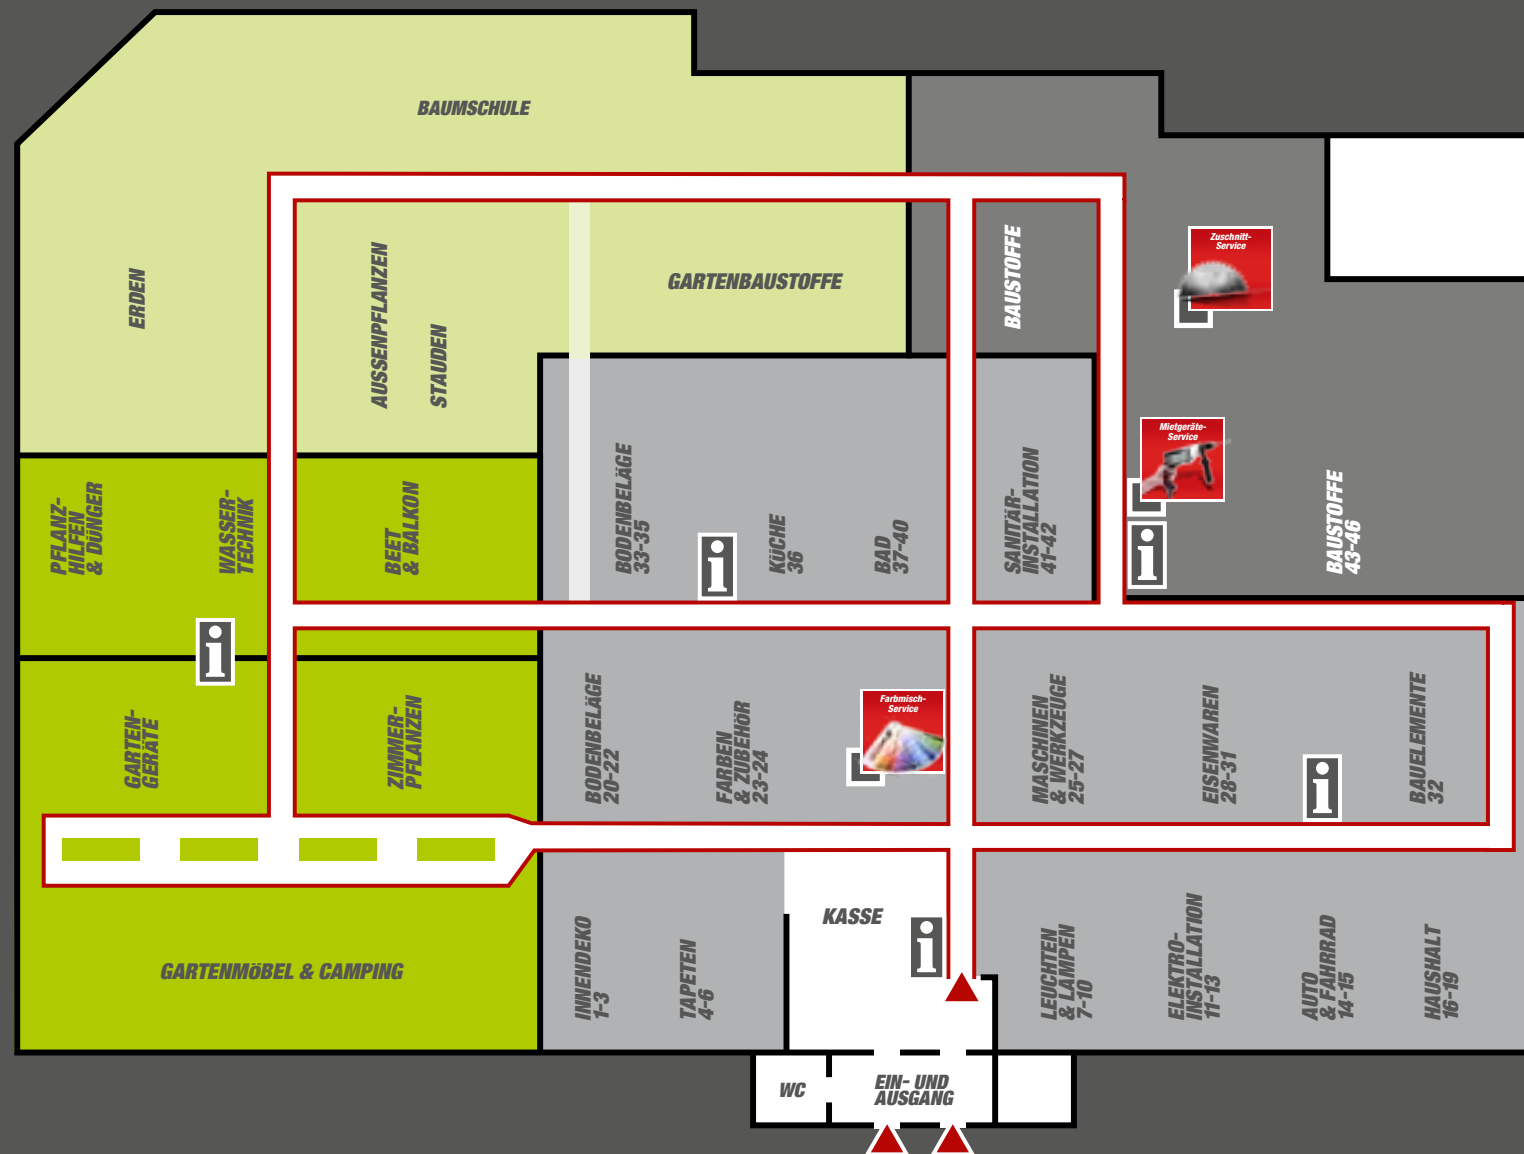 BAUMSCHULE
ERDEN
AUSSENPFLANZEN
STAUDEN
GARTENBAUSTOFFE
BAUSTOFFE
Zuschnitt-
Service
Mietgeräte-
Service
PFLANZ-
HILFEN
& DÜNGER
WASSER-
TECHNIK
BEET
& BALKON
BODENBELÄGE
33-35
i
KÜCHE
36
BAD
37-40
SANITÄR-
INSTALLATION
41-42
i
BAUSTOFFE
43-46
i
GARTEN-
GERÄTE
ZIMMER-
PFLANZEN
BODENBELÄGE
20-22
FARBEN
& ZUBEHÖR
23-24
Farbmisch-
Service
MASCHINEN
& WERKZEUGE
25-27
EISENWAREN
28-31
i
BAUELEMENTE
32
GARTENMÖBEL & CAMPING
INNENDEKO
1-3
TAPETEN
4-6
KASSE
i
LEUCHTEN
& LAMPEN
7-10
ELEKTRO-
INSTALLATION
11-13
AUTO
& FAHRRAD
14-15
HAUSHALT
16-19
WC
EIN- UND
AUSGANG